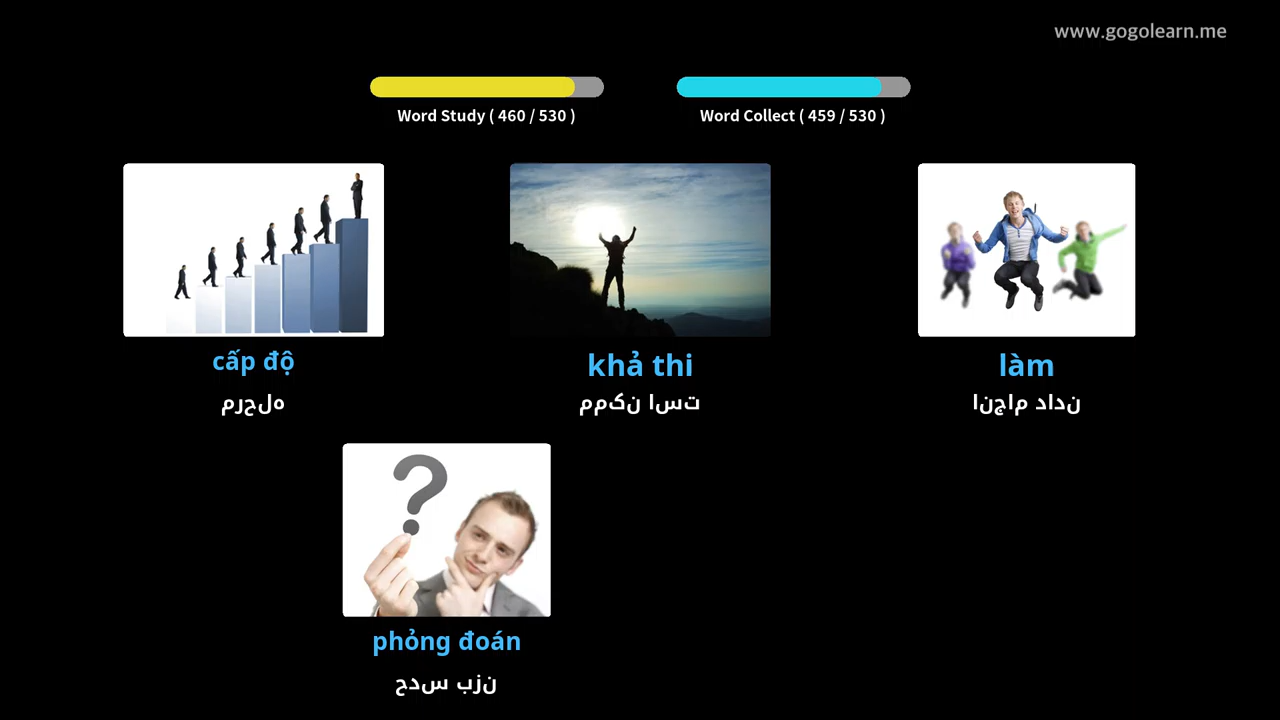 www.gogolearn.me
Word Study ( 460 / 530 )
Word Collect ( 459 / 530 )
cấp độ
مرحله
khả thi
ممکن است
làm
انجام دادن
phỏng đoán
حدس بزن